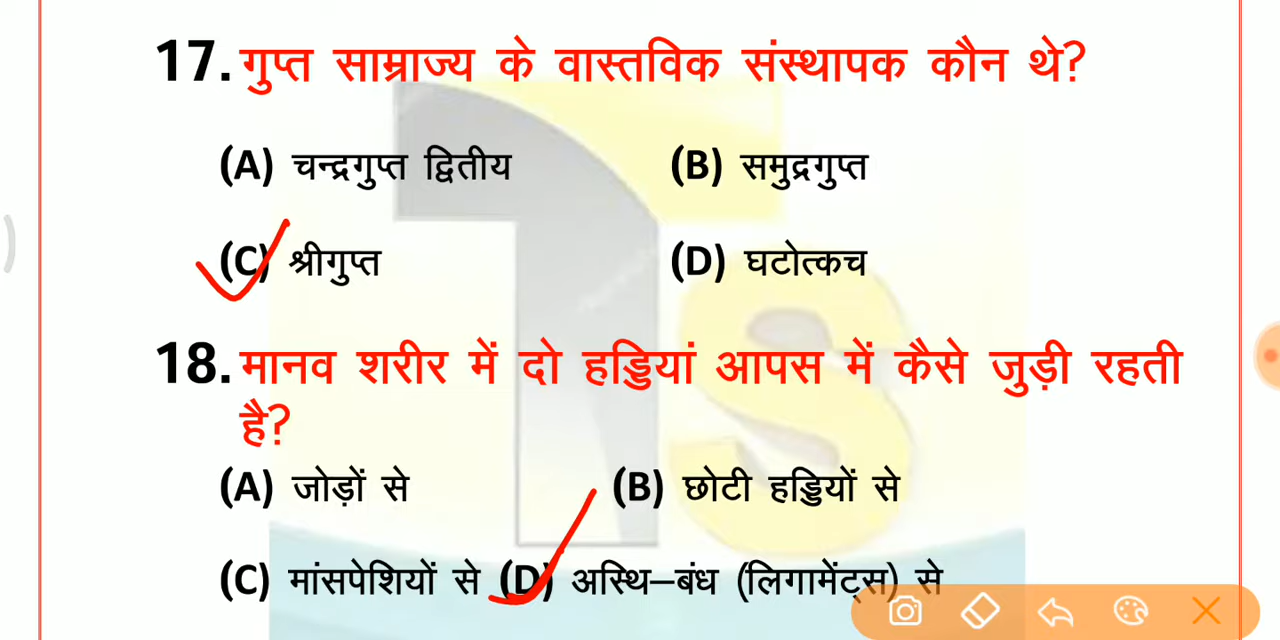 17. गुप्त साम्राज्य के वास्तविक संस्थापक कौन थे?
(A) चन्द्रगुप्त द्वितीय (B) समुद्रगुप्त
(C) श्रीगुप्त (D) घटोत्कच
18. मानव शरीर में दो हड्डियां आपस में कैसे जुड़ी रहती
है?
(A) जोड़ों से (B) छोटी हड्डियों से
(C) मांसपेशियों से (D) अस्थि–बंध (लिगामेंट्स) से